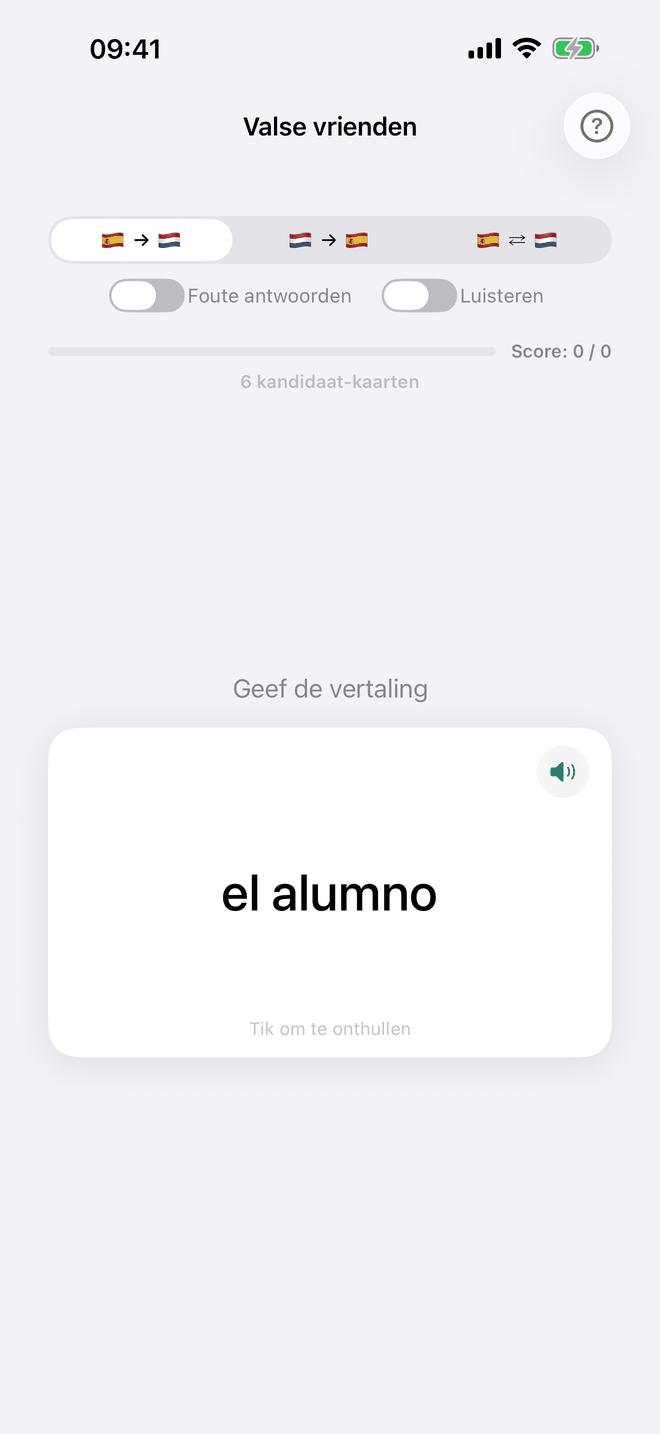 09:41
Valse vrienden
Foute antwoorden
Luisteren
Score: 0 / 0
6 kandidaat-kaarten
Geef de vertaling
el alumno
Tik om te onthullen